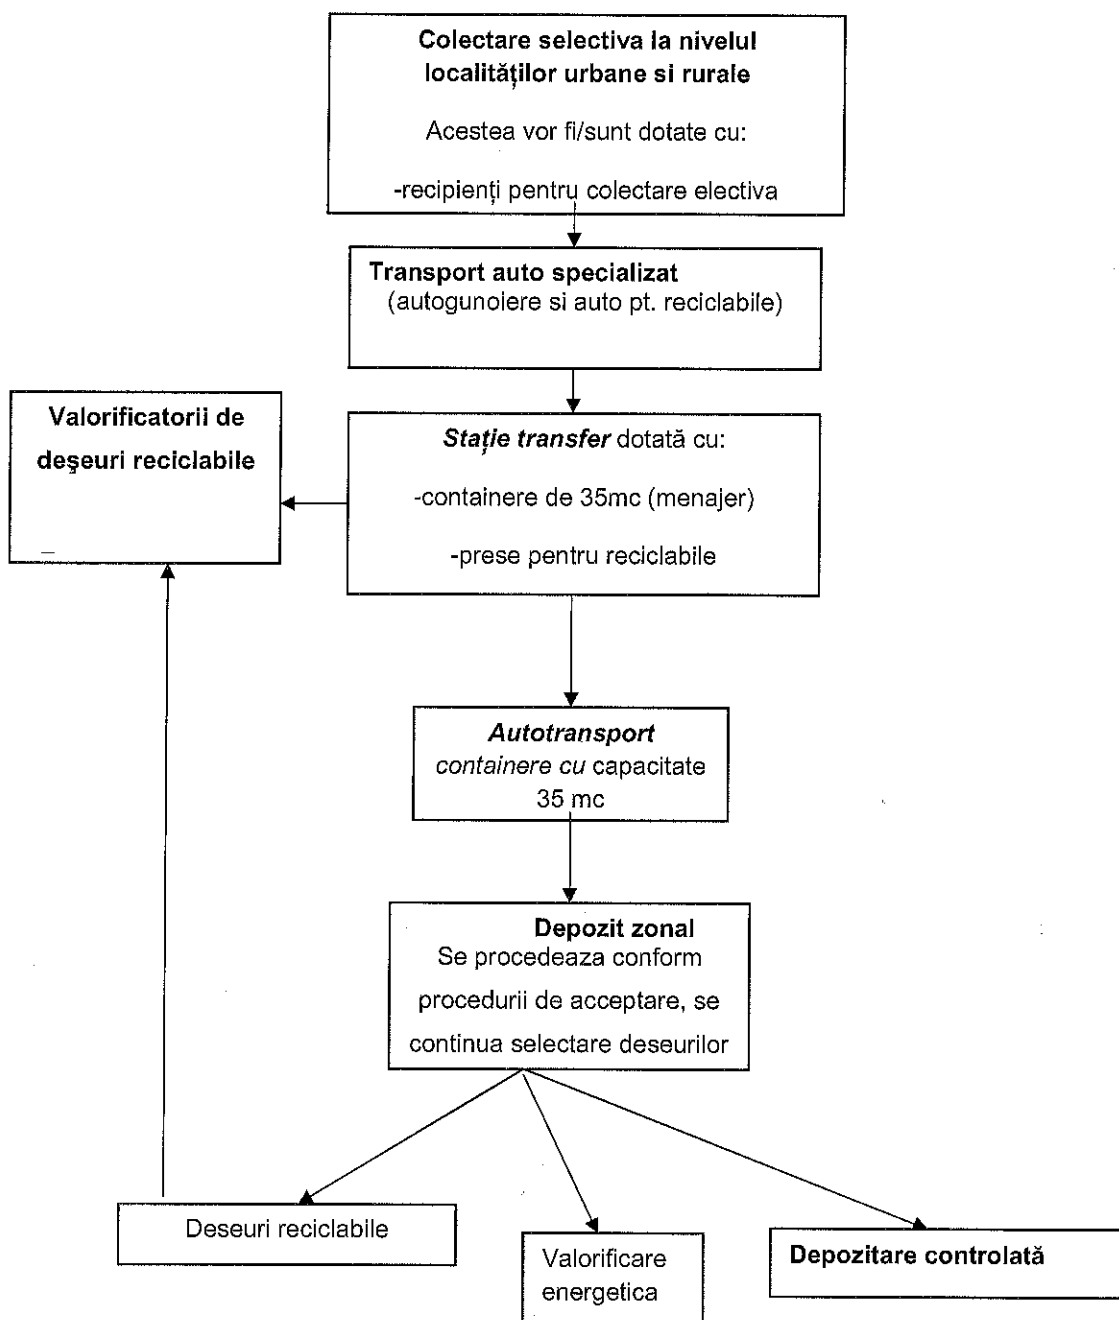 Colectare selectiva la nivelul
localităților urbane si rurale
Acestea vor fi/sunt dotate cu:
-recipienți pentru colectare electiva
Transport auto specializat
(autogunoiere si auto pt. reciclabile)
Valorificatorii de
deşeuri reciclabile
Stație transfer dotată cu:
-containere de 35mc (menajer)
-prese pentru reciclabile
Autotransport
containere cu capacitate
35 mc
Depozit zonal
Se procedeaza conform
procedurii de acceptare, se
continua selectare deseurilor
Deseuri reciclabile
Valorificare
energetica
Depozitare controlată